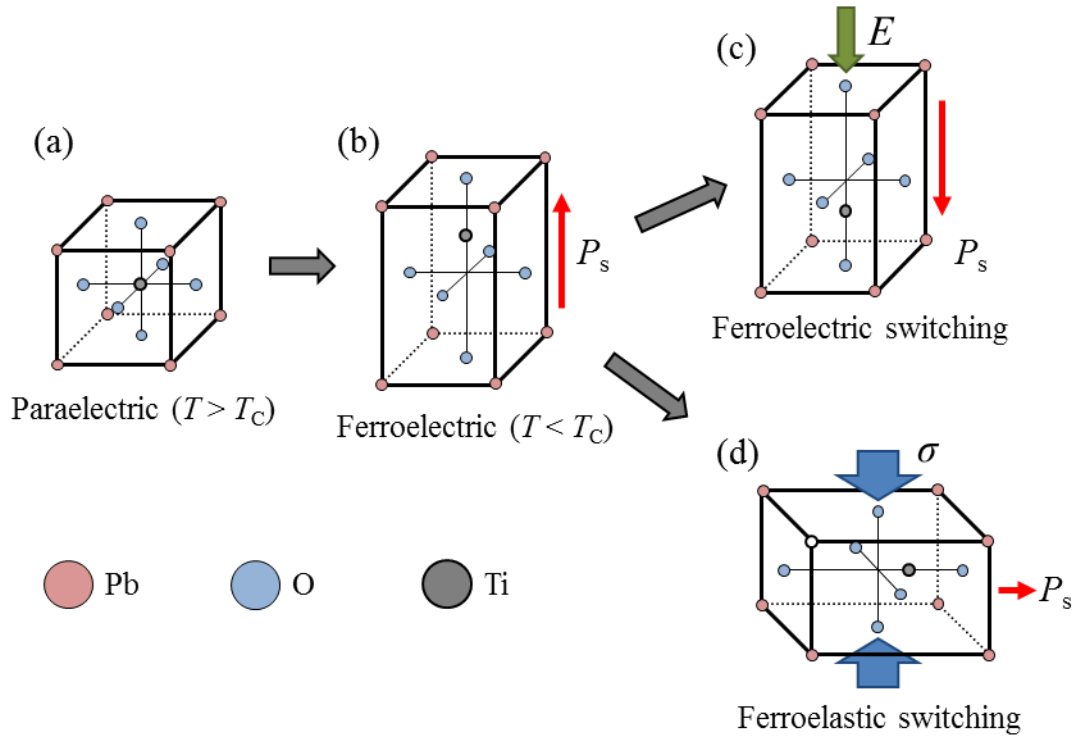 (a)
Paraelectric (T > TC)
(b)
Ps
Ferroelectric (T < TC)
(c)
E
Ps
Ferroelectric switching
(d)
σ
Ps
Ferroelastic switching
Pb
O
Ti